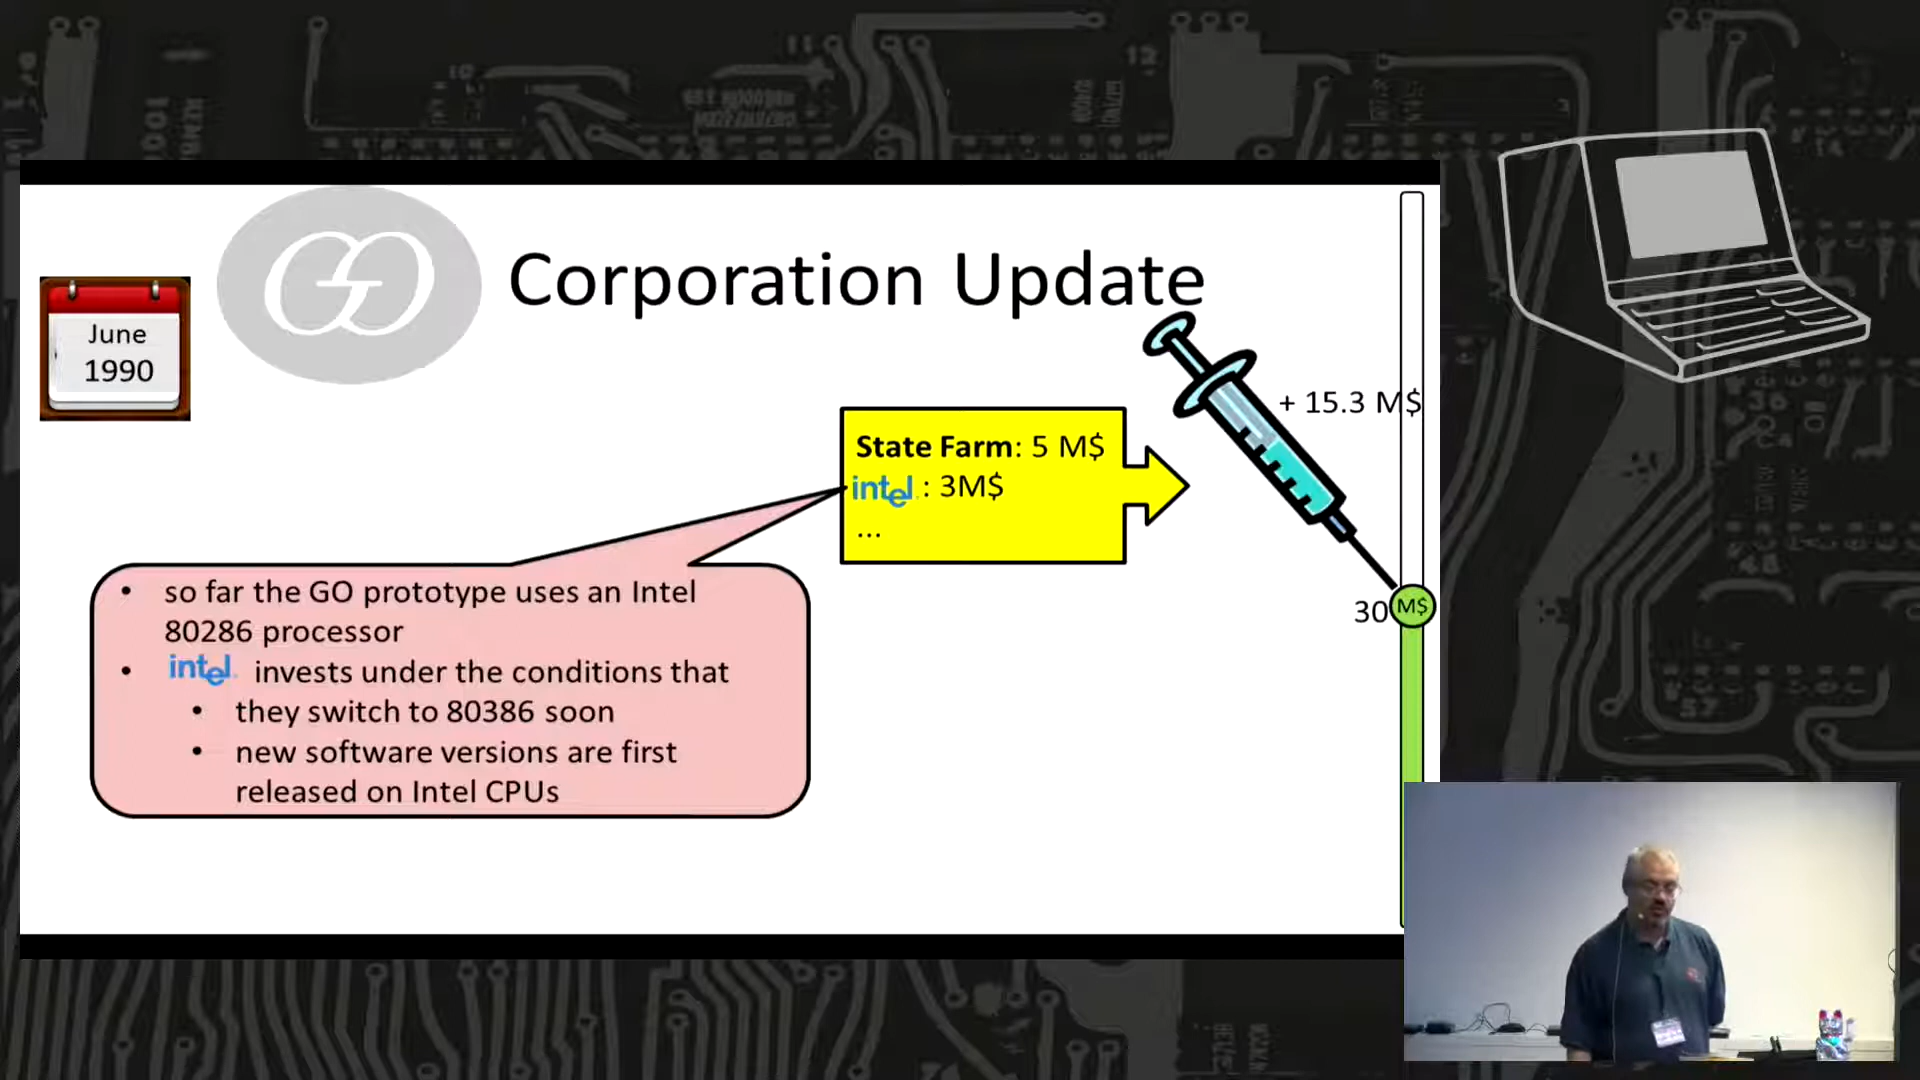 GO Corporation Update
June
1990
+ 15.3 M$
State Farm: 5 M$
intel. : 3M$
...
30 M$
• so far the GO prototype uses an Intel
80286 processor
• intel. invests under the conditions that
• they switch to 80386 soon
• new software versions are first
released on Intel CPUs